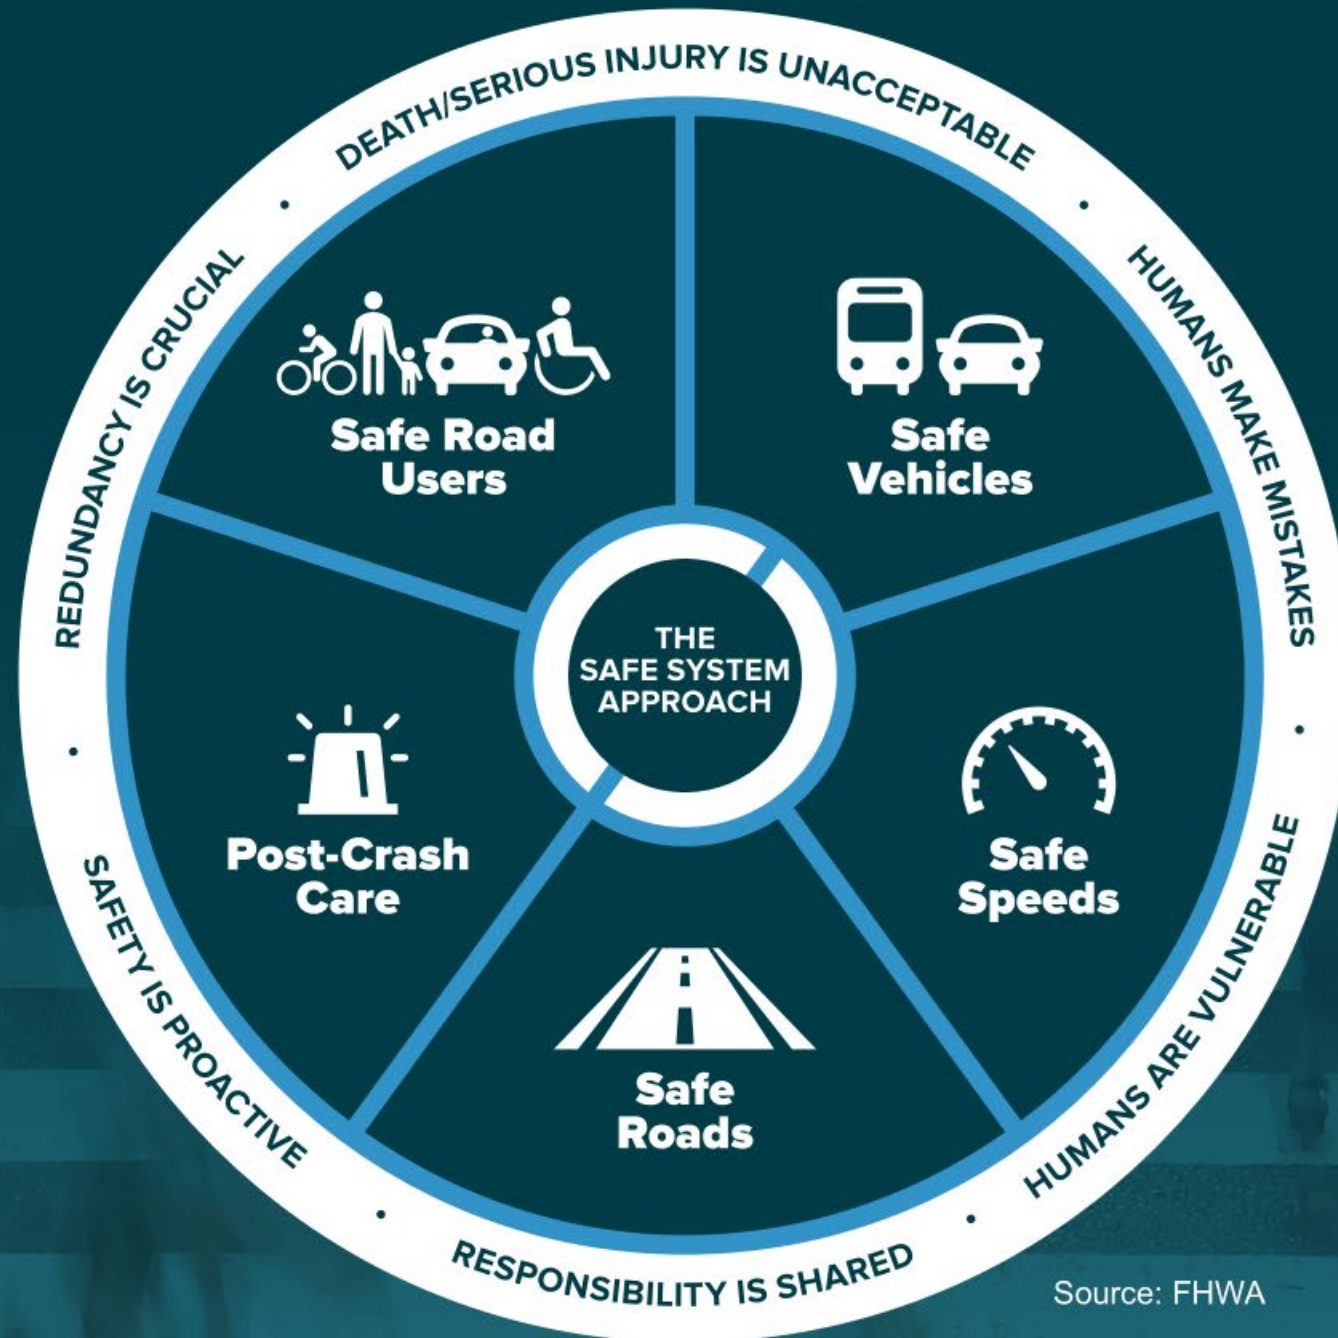 DEATH/SERIOUS INJURY IS UNACCEPTABLE
HUMANS MAKE MISTAKES
HUMANS ARE VULNERABLE
RESPONSIBILITY IS SHARED
SAFETY IS PROACTIVE
REDUNDANCY IS CRUCIAL
Safe Road
Users
Safe
Vehicles
THE
SAFE SYSTEM
APPROACH
Post-Crash
Care
Safe
Speeds
Safe
Roads
Source: FHWA